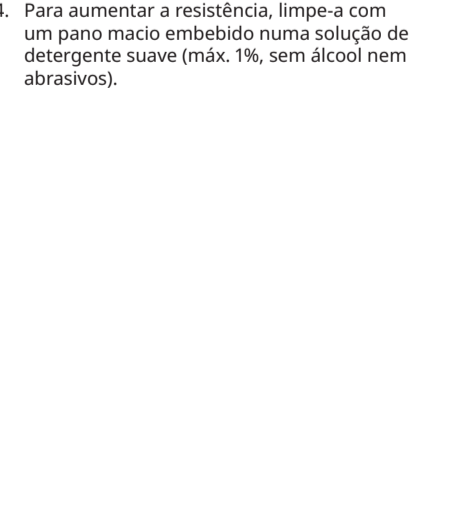 4. Para aumentar a resistência, limpe-a com
um pano macio embebido numa solução de
detergente suave (máx. 1%, sem álcool nem
abrasivos).